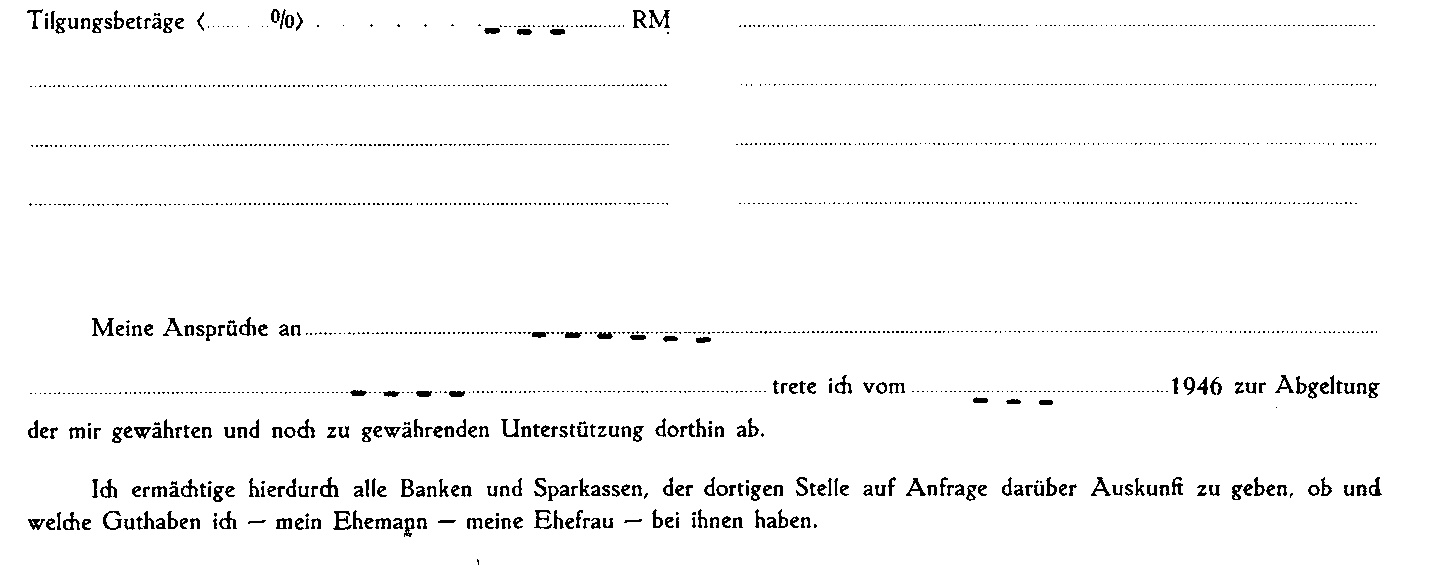 Tilgungsbeträge (........ %) . . . . . . – – – ........ RM
Meine Ansprüche an ........ – – – – – – ........
........ – – – – ........ trete ich vom ........ – – – ........ 1946 zur Abgeltung
der mir gewährten und noch zu gewährenden Unterstützung dorthin ab.
Ich ermächtige hierdurch alle Banken und Sparkassen, der dortigen Stelle auf Anfrage darüber Auskunft zu geben, ob und
welche Guthaben ich — mein Ehemann — meine Ehefrau — bei ihnen haben.